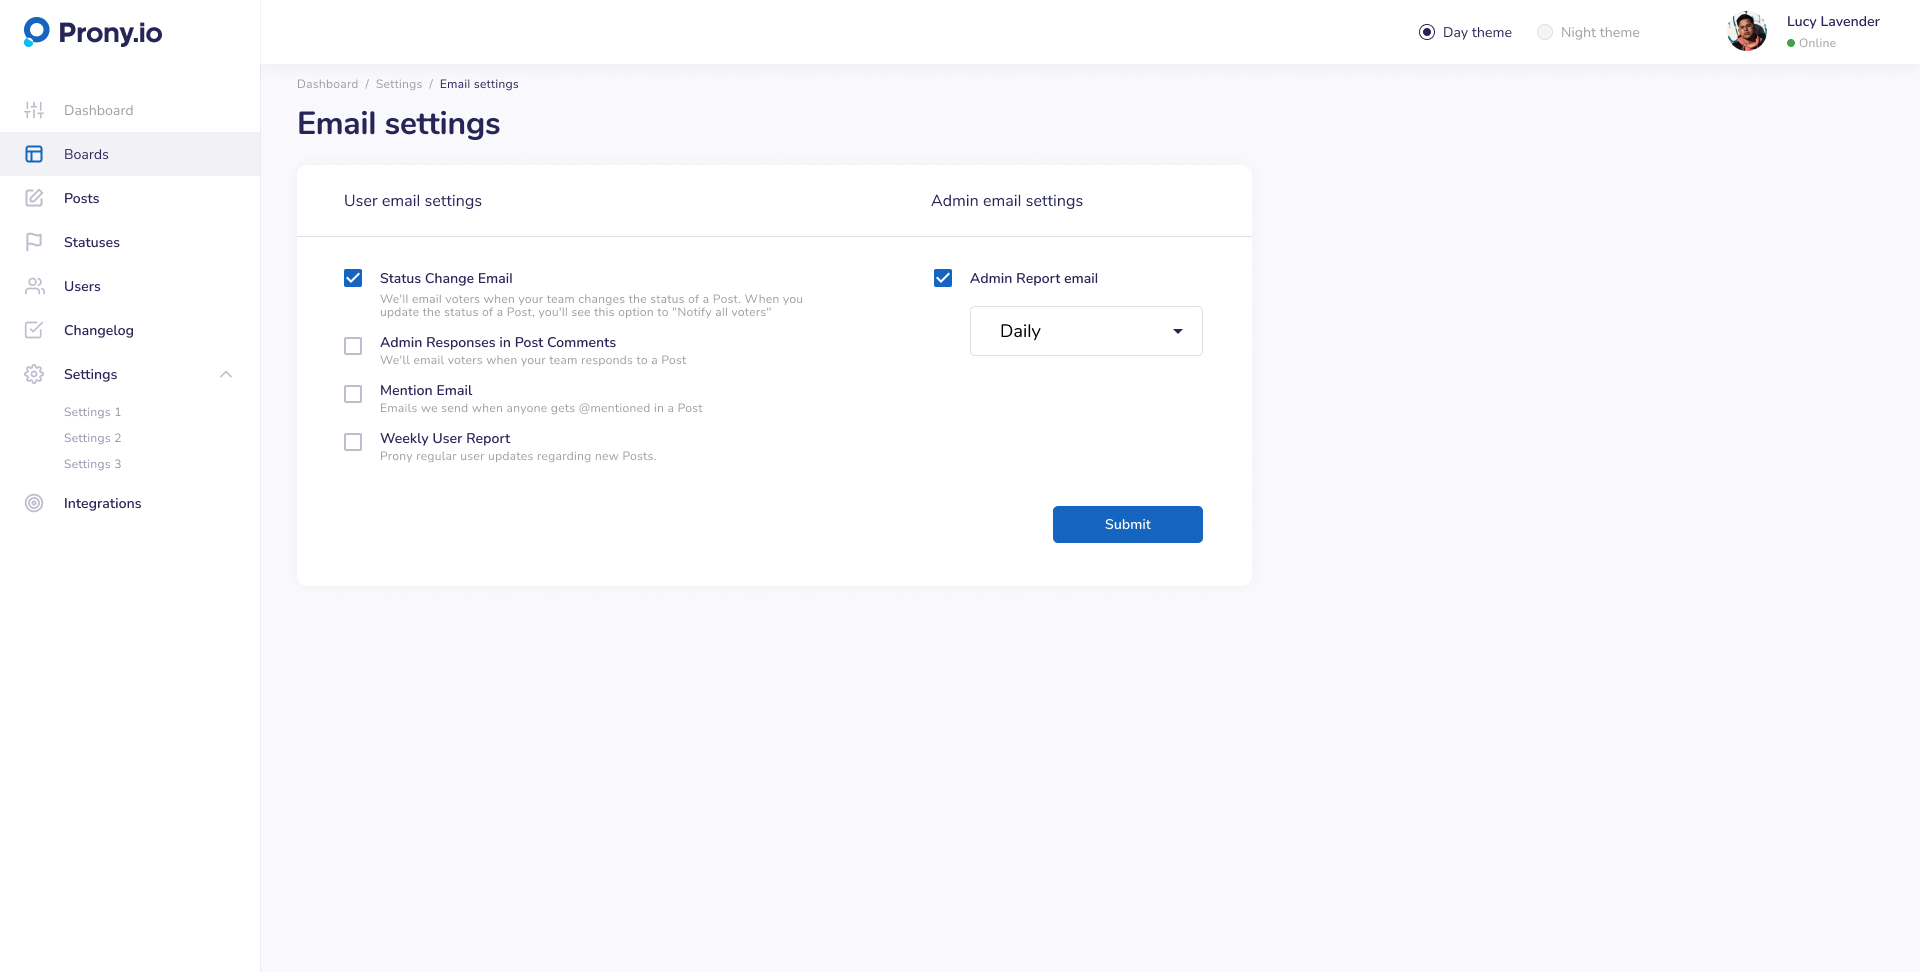 Prony.io
Day theme
Night theme
Lucy Lavender
Online
Dashboard
Boards
Posts
Statuses
Users
Changelog
Settings
Settings 1
Settings 2
Settings 3
Integrations
Dashboard / Settings / Email settings
Email settings
User email settings
Admin email settings
Status Change Email
We'll email voters when your team changes the status of a Post. When you
update the status of a Post, you'll see this option to "Notify all voters"
Admin Responses in Post Comments
We'll email voters when your team responds to a Post
Mention Email
Emails we send when anyone gets @mentioned in a Post
Weekly User Report
Prony regular user updates regarding new Posts.
Admin Report email
Daily
Submit